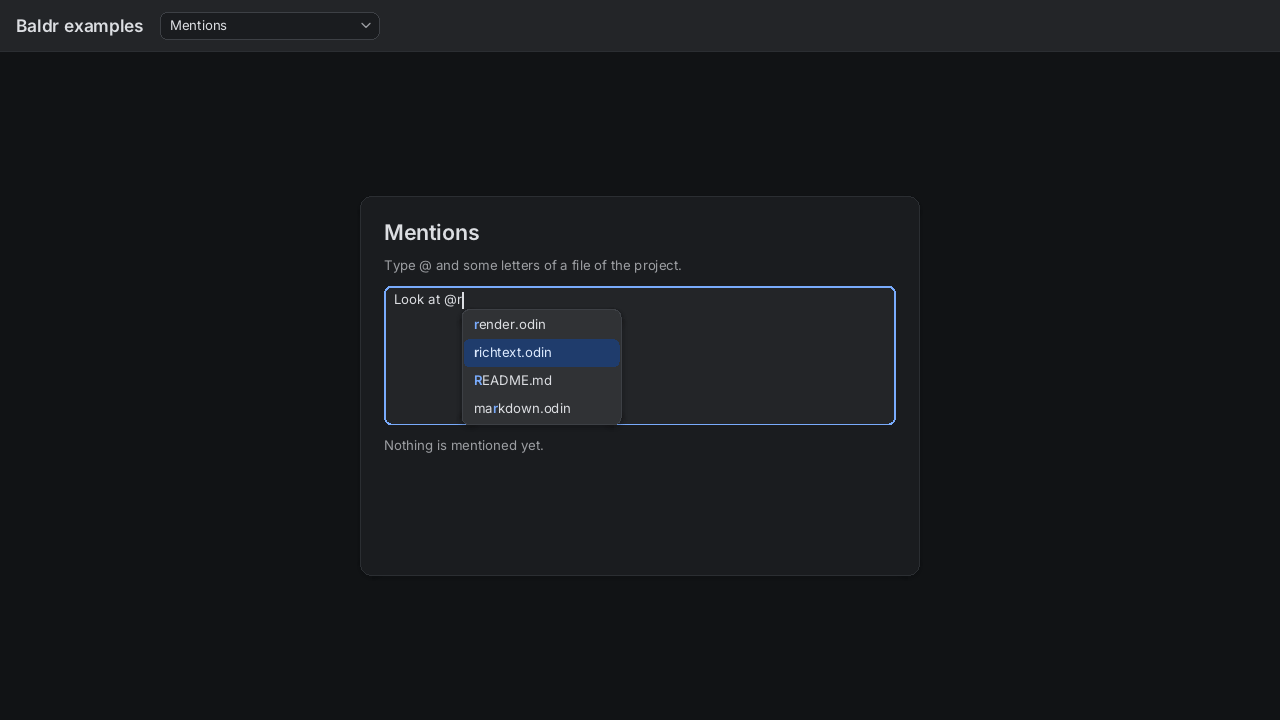 Baldr examples
Mentions
Mentions
Type @ and some letters of a file of the project.
Look at @r
render.odin
richtext.odin
README.md
markdown.odin
Nothing is mentioned yet.